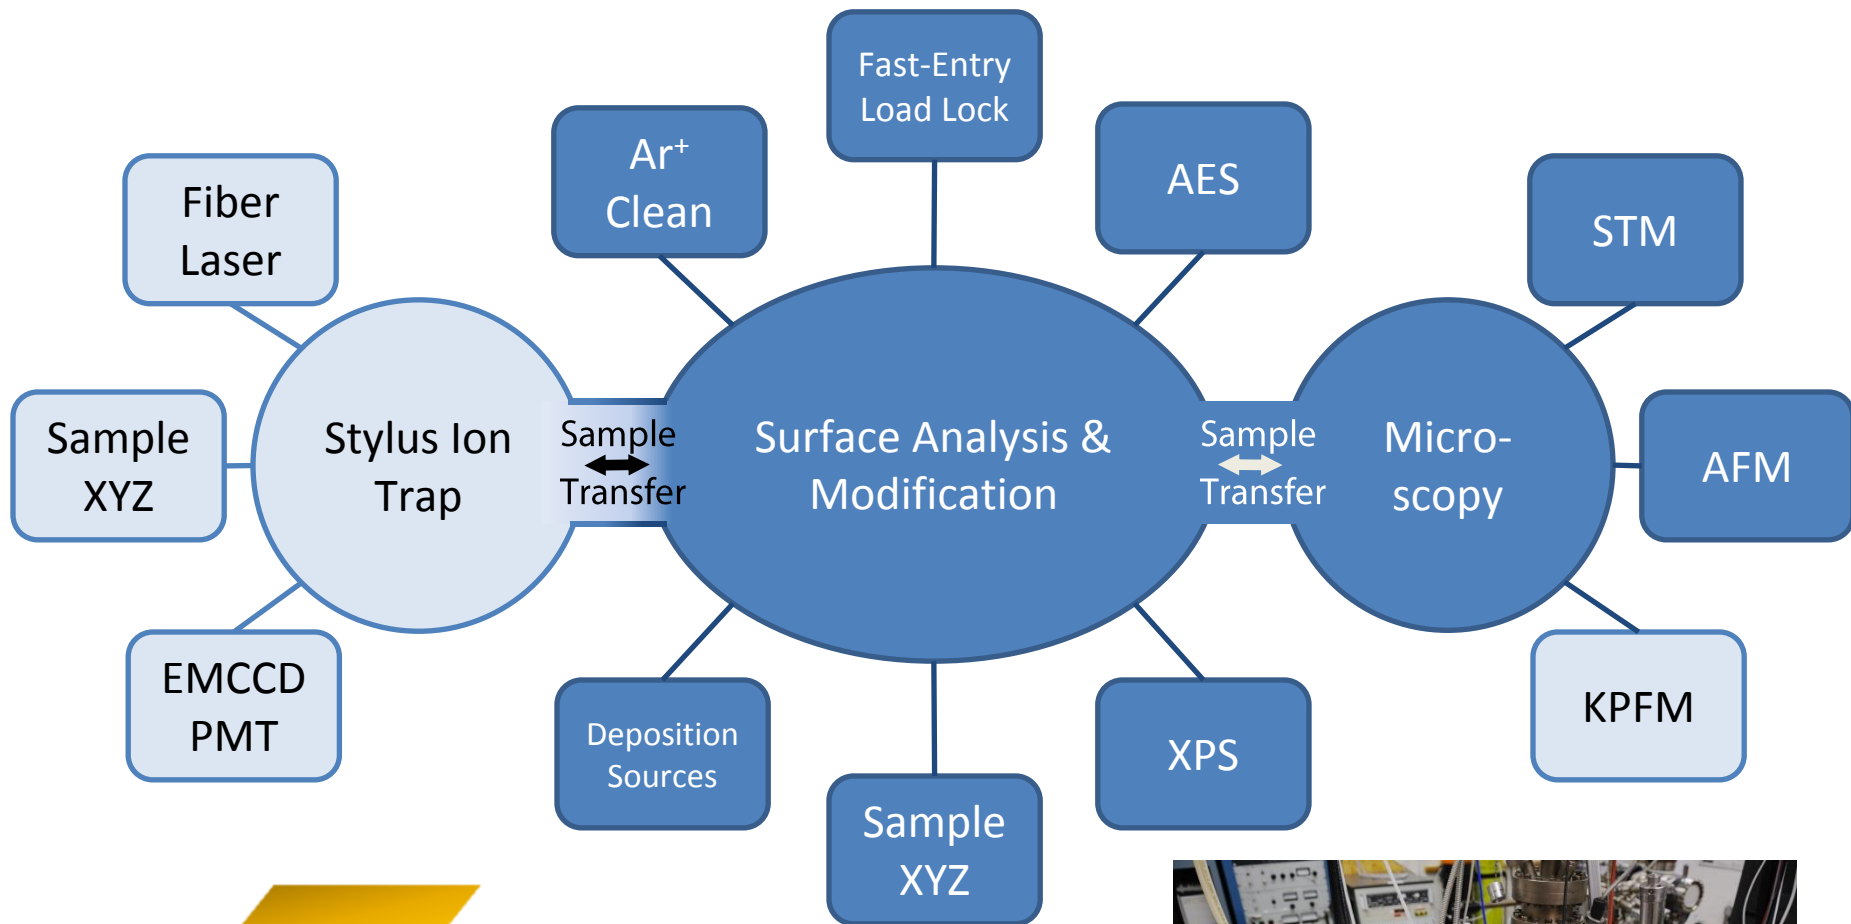 Fast-Entry
Load Lock
Ar⁺
Clean
AES
Fiber
Laser
STM
Sample
XYZ
Stylus Ion
Trap
Sample
Transfer
Surface Analysis &
Modification
Sample
Transfer
Micro-
scopy
AFM
EMCCD
PMT
Deposition
Sources
Sample
XYZ
XPS
KPFM